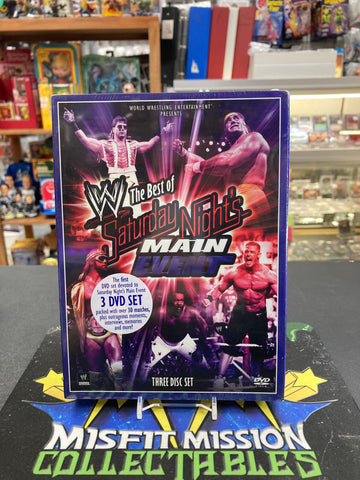 WORLD WRESTLING ENTERTAINMENT
PRESENTS
W The Best of
Saturday Night's
MAIN
EVENT
The first
DVD set devoted to
Saturday Night's Main Event
3 DVD SET
packed with over 30 matches,
plus outrageous moments,
interviews, memories
and more!
THREE DISC SET
DVD
MISFIT MISSION
COLLECTABLES